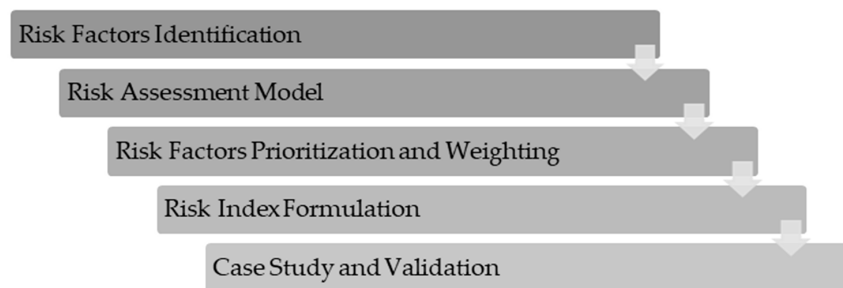 Risk Factors Identification
Risk Assessment Model
Risk Factors Prioritization and Weighting
Risk Index Formulation
Case Study and Validation